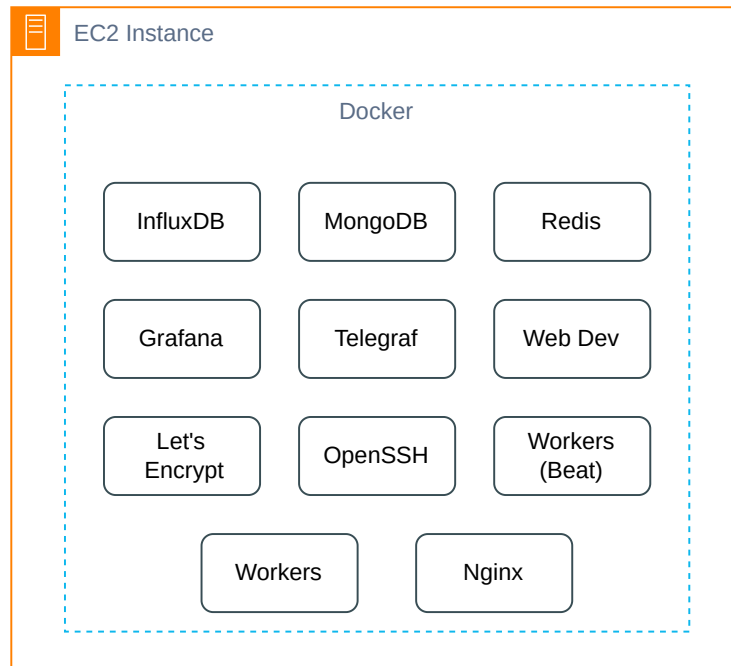 EC2 Instance
Docker
InfluxDB
MongoDB
Redis
Grafana
Telegraf
Web Dev
Let's
Encrypt
OpenSSH
Workers
(Beat)
Workers
Nginx